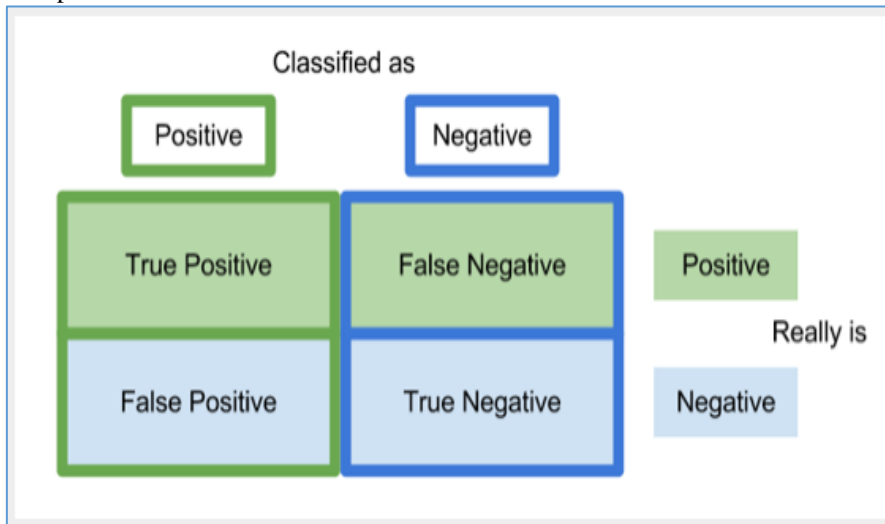 Classified as
Positive Negative
True Positive False Negative Positive
Really is
False Positive True Negative Negative